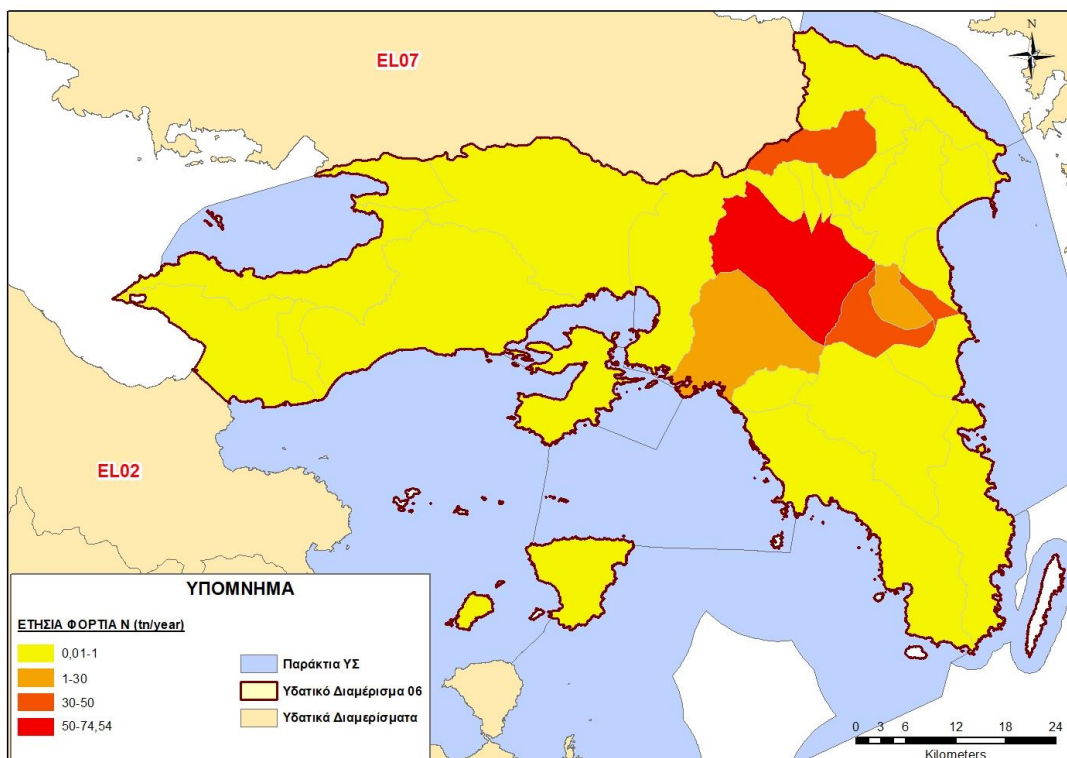 N
EL07
EL02
ΥΠΟΜΝΗΜΑ
ΕΤΗΣΙΑ ΦΟΡΤΙΑ Ν (tn/year)
0,01-1
1-30
30-50
50-74,54
Παράκτια ΥΣ
Υδατικό Διαμέρισμα 06
Υδατικά Διαμερίσματα
0 3 6 12 18 24
Kilometers